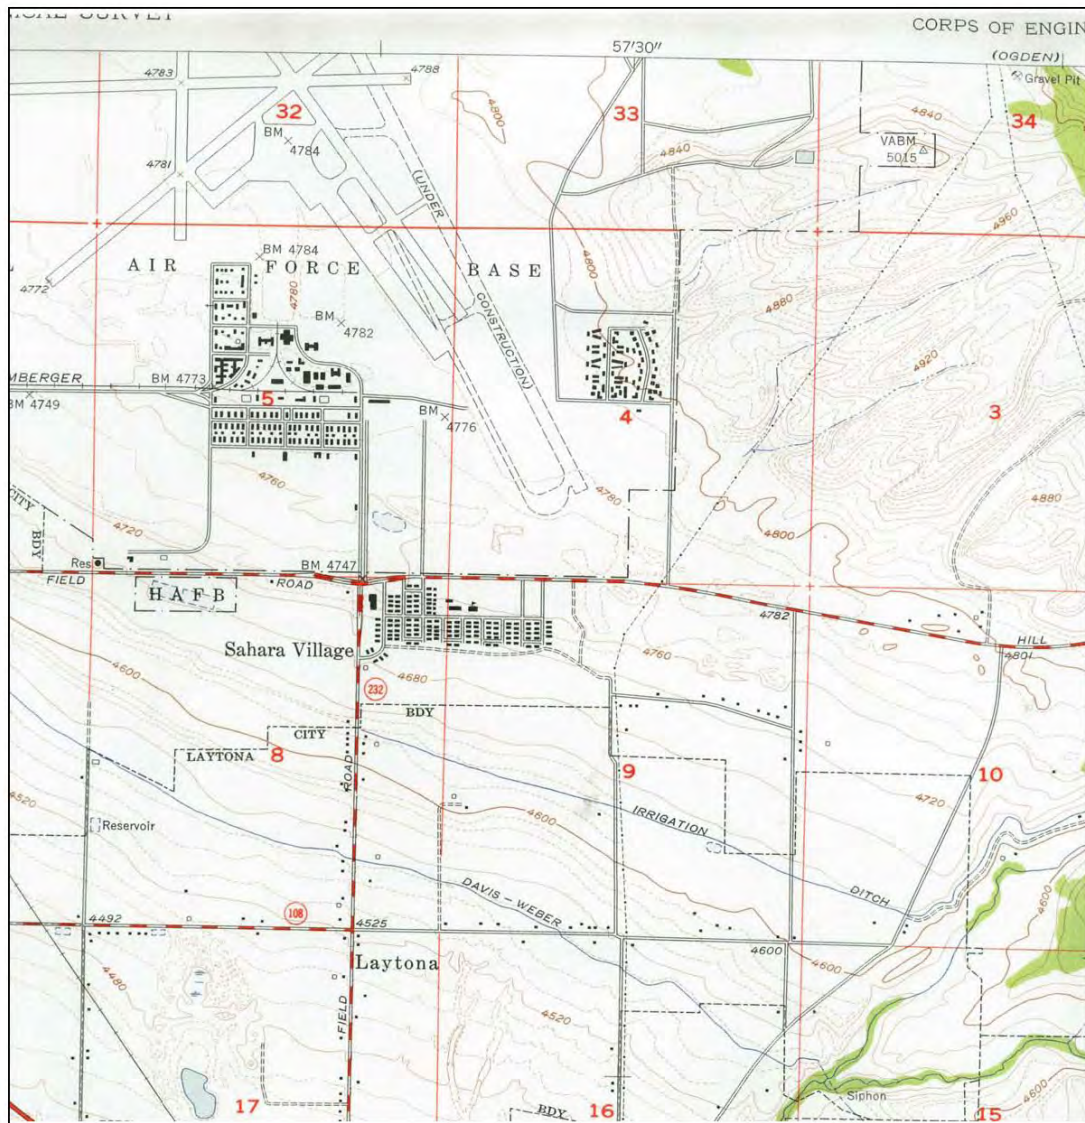 CORPS OF ENGIN
57'30"
(OGDEN)
Gravel Pit
4783
4788
32
BM
4784
4800
33
4840
4840
34
VABM
5015
4781
(UNDER
4960
BM 4784
AIR FORCE BASE
4772
4780
4800
4880
BM
4782
CONSTRUCTION
4920
MBERGER
BM 4773
BM 4749
5
BM
4776
4
3
4760
4780
4880
CITY
BDY
4720
4800
Res
BM 4747
FIELD
ROAD
HAFB
4782
HILL
4801
Sahara Village
4600
4680
4760
232
BDY
CITY
LAYTONA
8
ROAD
9
10
4520
4600
4720
IRRIGATION
Reservoir
DAVIS - WEBER
DITCH
4492
108
4525
4600
4600
4600
Laytona
4480
FIELD
4520
4600
Siphon
17
BDY
16
15